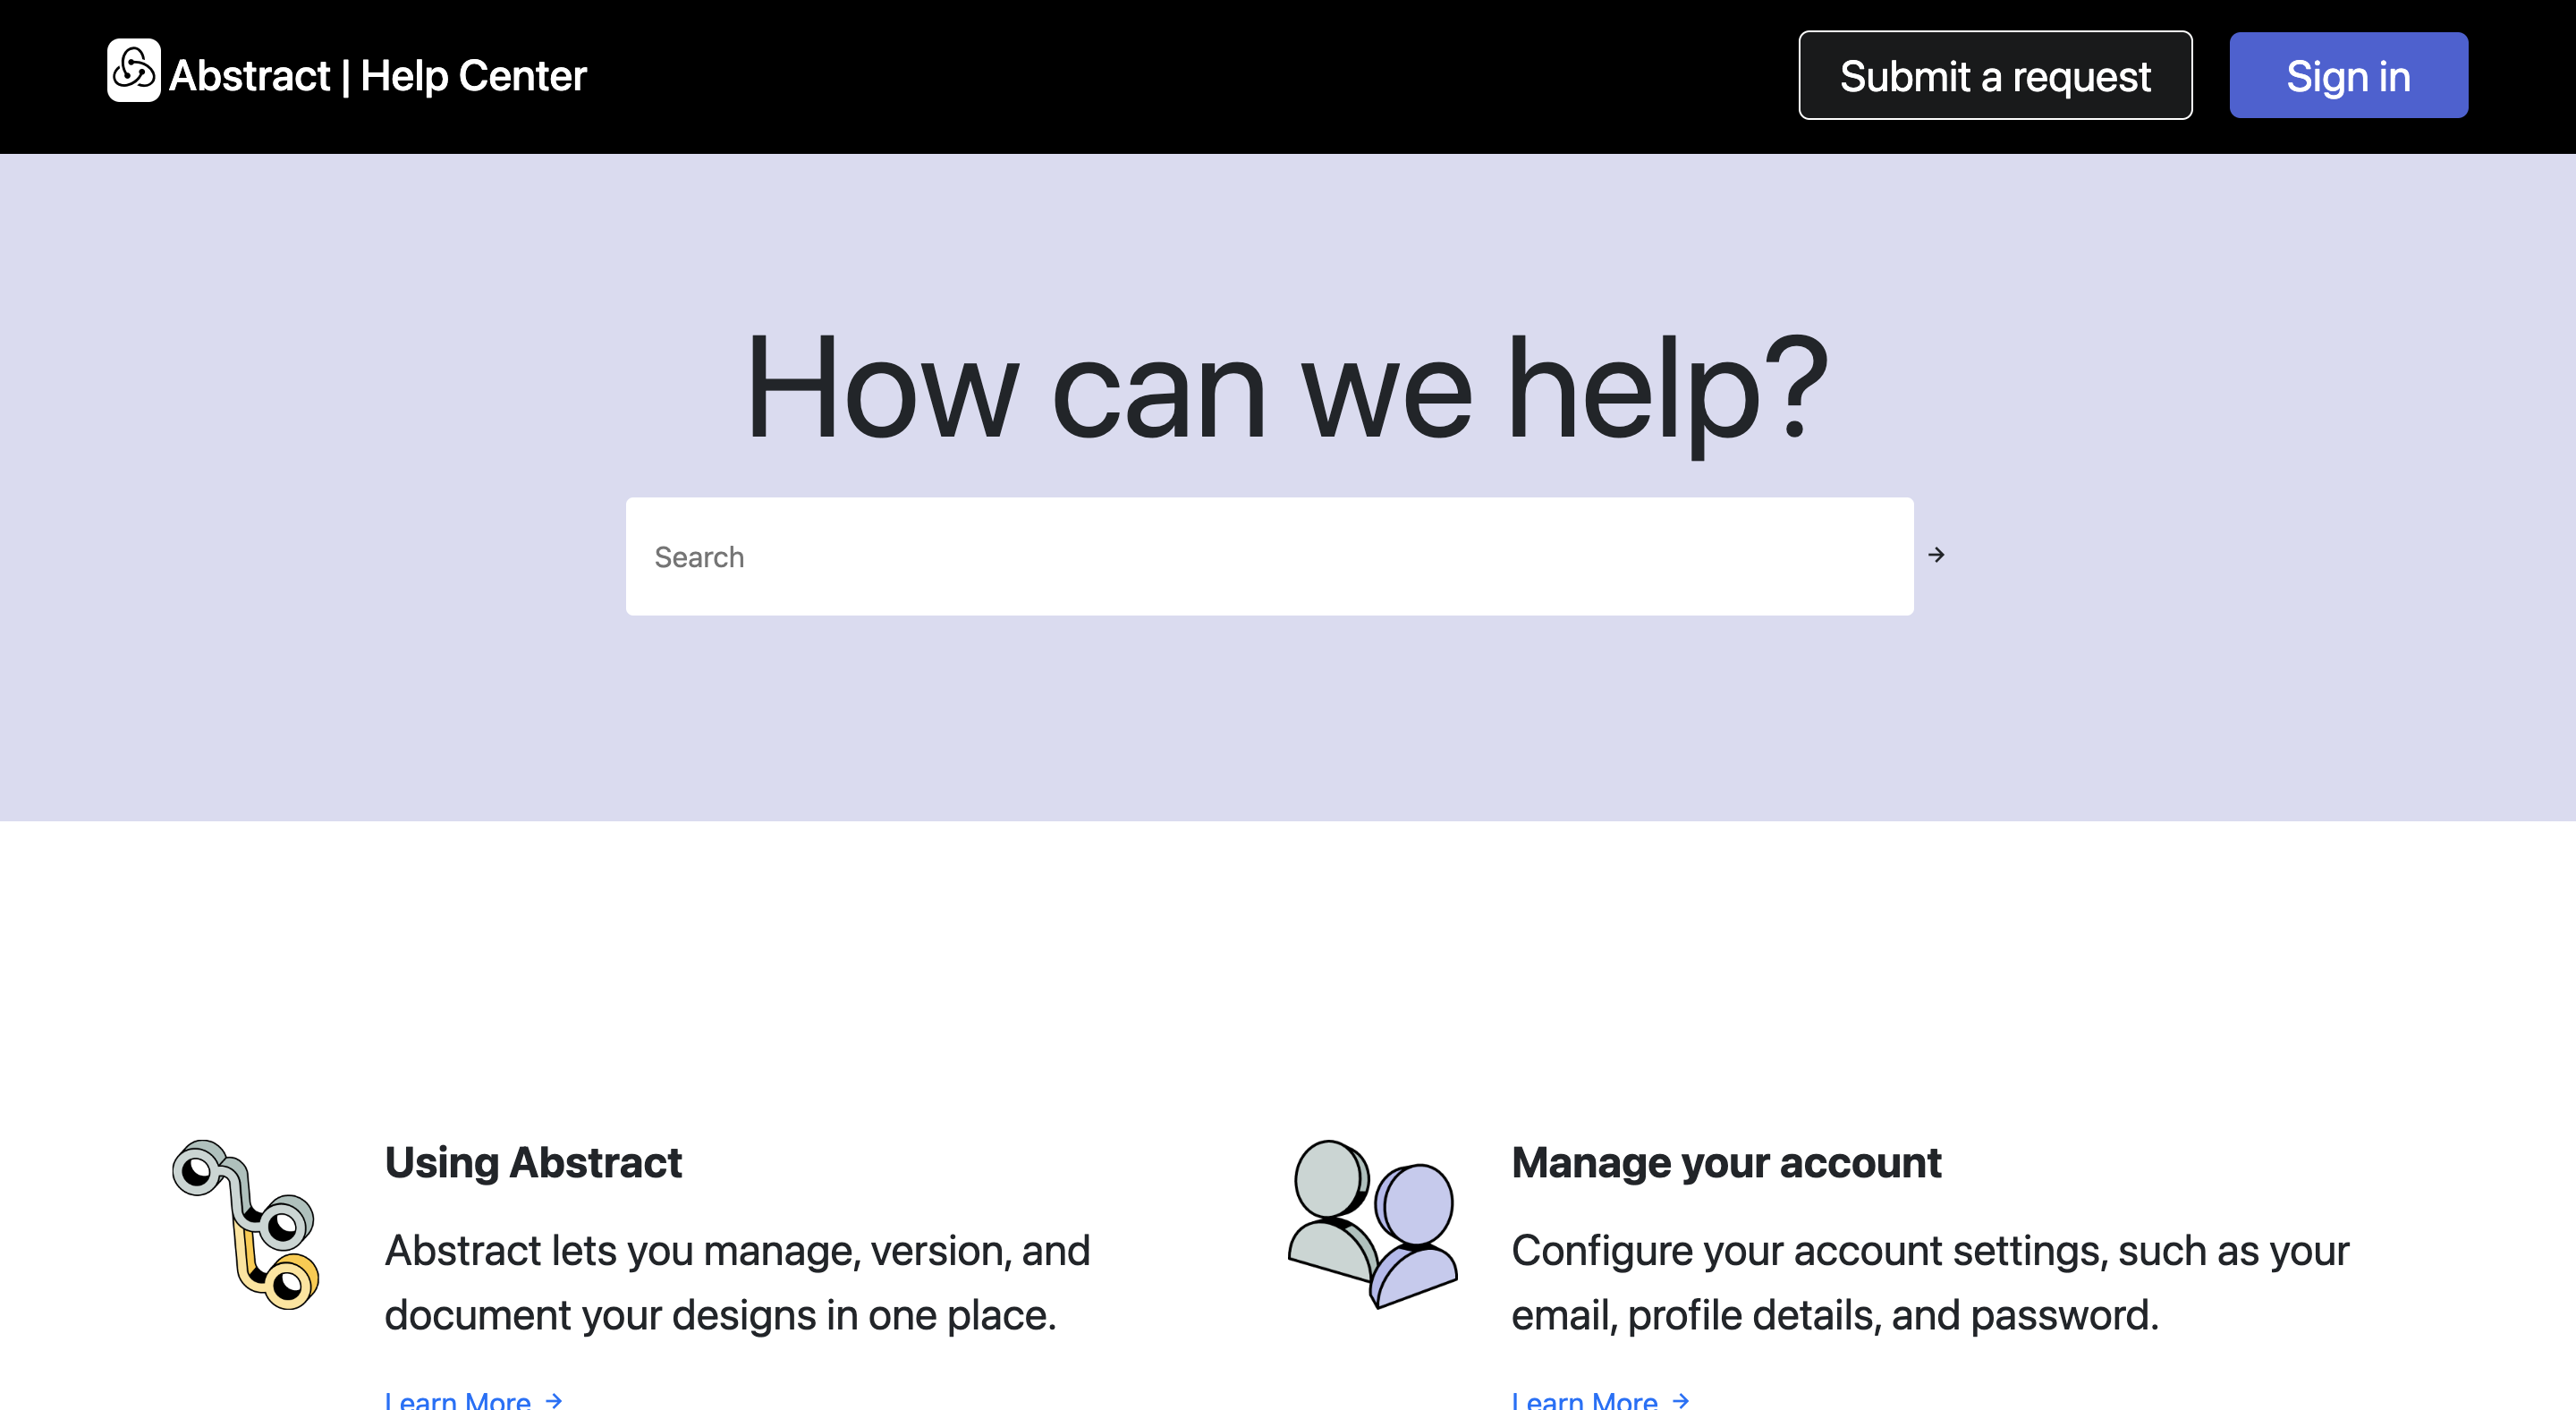 Abstract | Help Center
Submit a request
Sign in
How can we help?
Search
Using Abstract
Abstract lets you manage, version, and
document your designs in one place.
Learn More →
Manage your account
Configure your account settings, such as your
email, profile details, and password.
Learn More →